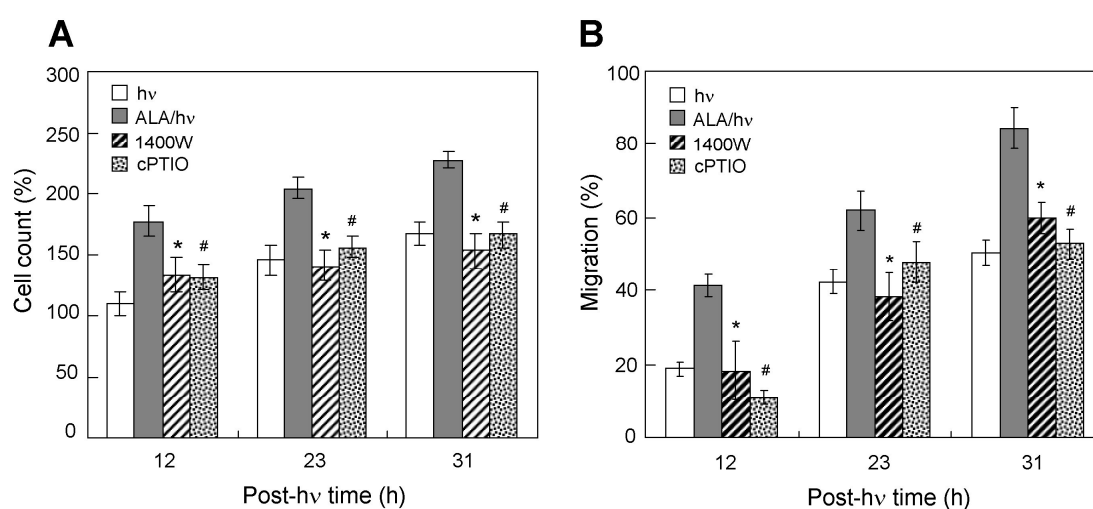 A
300
250
200
150
100
50
0
Cell count (%)
hν
ALA/hν
1400W
cPTIO
* #
* #
* #
12 23 31
Post-hν time (h)
B
100
80
60
40
20
0
Migration (%)
hν
ALA/hν
1400W
cPTIO
* #
* #
* #
12 23 31
Post-hν time (h)